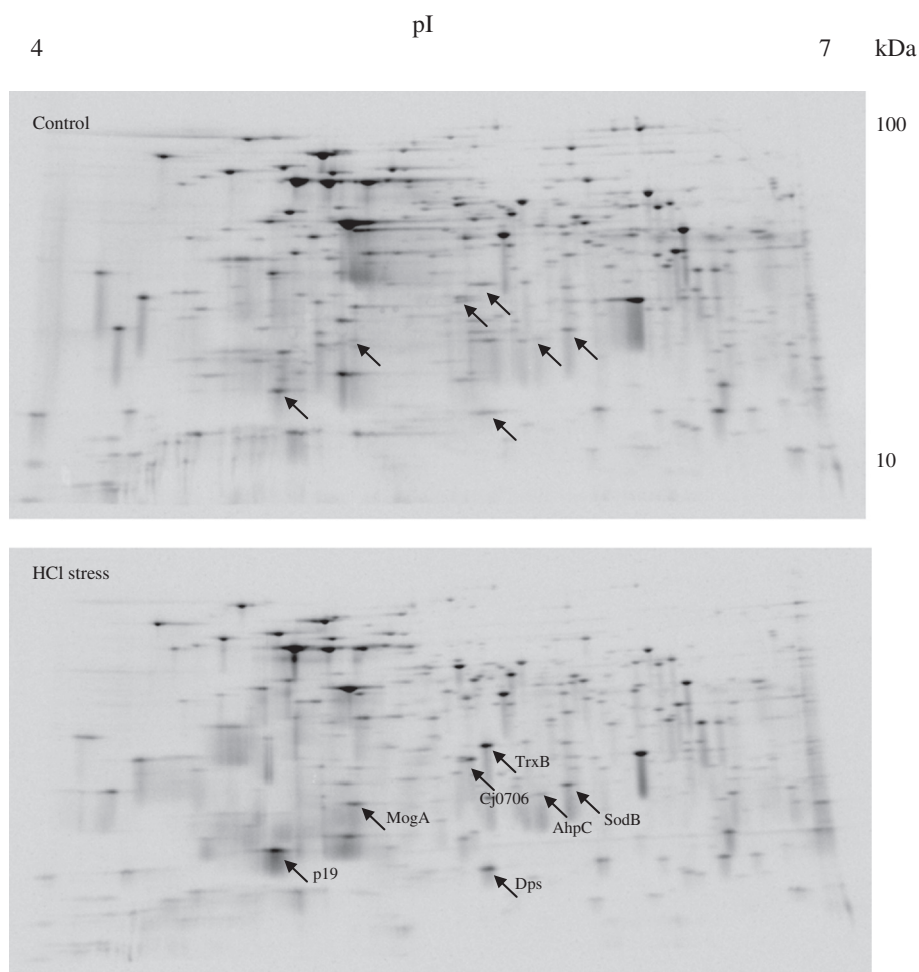 pI
4 7 kDa
Control
100
10
HCl stress
TrxB
Cj0706
MogA
AhpC
SodB
p19
Dps